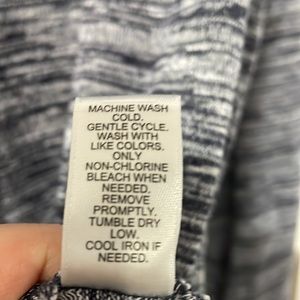 MACHINE WASH
COLD.
GENTLE CYCLE.
WASH WITH
LIKE COLORS.
ONLY
NON-CHLORINE
BLEACH WHEN
NEEDED.
REMOVE
PROMPTLY.
TUMBLE DRY
LOW.
COOL IRON IF
NEEDED.